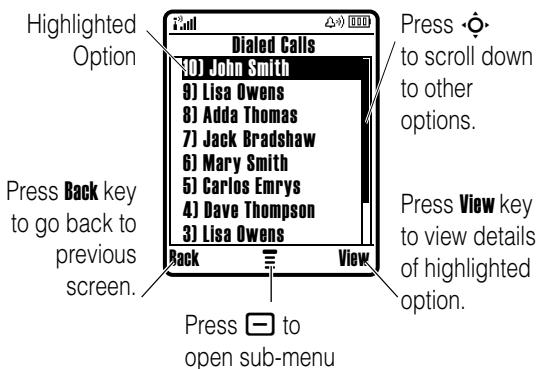 Highlighted
Option
Dialed Calls
10) John Smith
9) Lisa Owens
8) Adda Thomas
7) Jack Bradshaw
6) Mary Smith
5) Carlos Emrys
4) Dave Thompson
3) Lisa Owens
Back
View
Press
to scroll down
to other
options.
Press Back key
to go back to
previous
screen.
Press View key
to view details
of highlighted
option.
Press to
open sub-menu